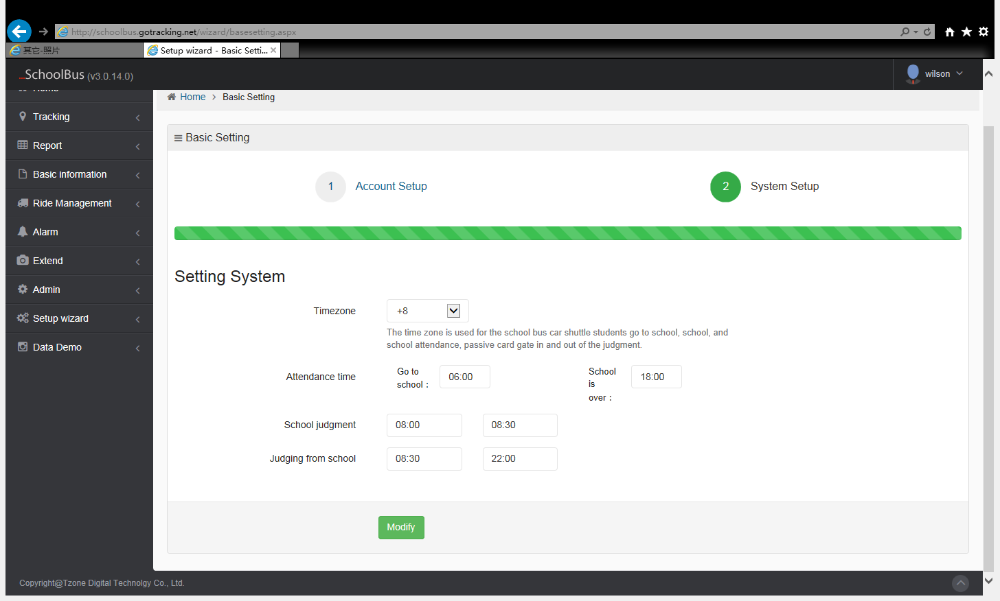 http://schoolbus.gotracking.net/wizard/basesetting.aspx
其它-照片
Setup wizard - Basic Setti...
...SchoolBus (v3.0.14.0)
wilson
Home
Tracking
Report
Basic information
Ride Management
Alarm
Extend
Admin
Setup wizard
Data Demo
Home > Basic Setting
Basic Setting
1 Account Setup
2 System Setup
Setting System
Timezone +8
The time zone is used for the school bus car shuttle students go to school, school, and
school attendance, passive card gate in and out of the judgment.
Attendance time
Go to
school：
06:00
School
is
over：
18:00
School judgment 08:00 08:30
Judging from school 08:30 22:00
Modify
Copyright@Tzone Digital Technolgy Co., Ltd.